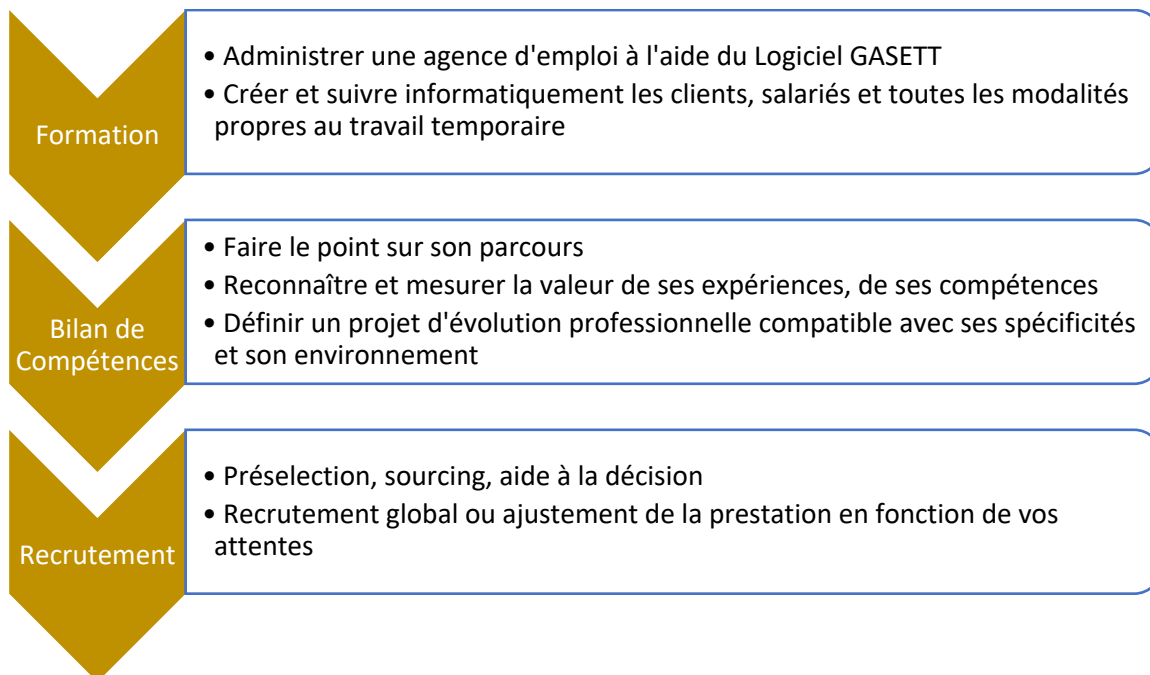 Formation
• Administrer une agence d'emploi à l'aide du Logiciel GASETT
• Créer et suivre informatiquement les clients, salariés et toutes les modalités
propres au travail temporaire
Bilan de
Compétences
• Faire le point sur son parcours
• Reconnaître et mesurer la valeur de ses expériences, de ses compétences
• Définir un projet d'évolution professionnelle compatible avec ses spécificités
et son environnement
Recrutement
• Préselection, sourcing, aide à la décision
• Recrutement global ou ajustement de la prestation en fonction de vos
attentes